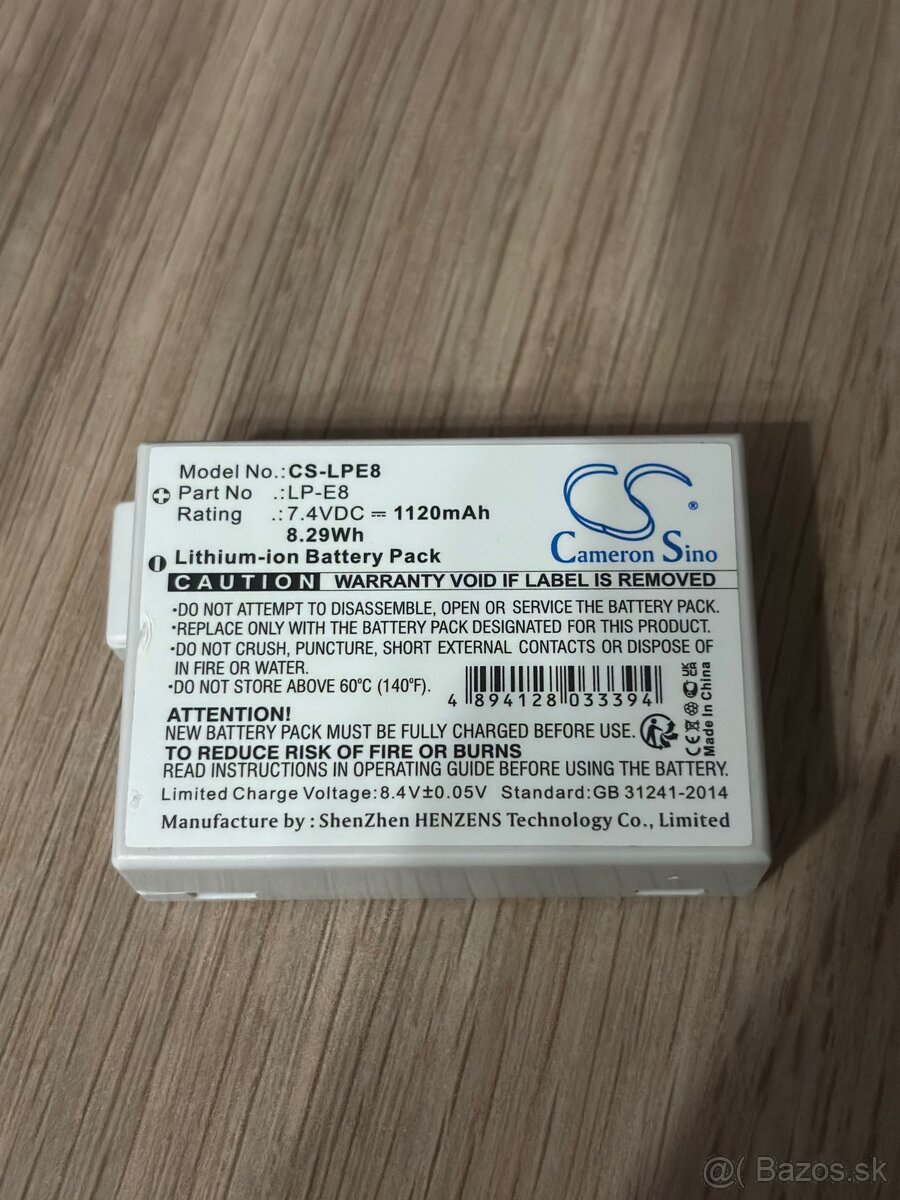 Model No.:CS-LPE8
Part No .:LP-E8
Rating .:7.4VDC ⎓ 1120mAh
8.29Wh
Lithium-ion Battery Pack
CS ®
Cameron Sino
CAUTION WARRANTY VOID IF LABEL IS REMOVED
•DO NOT ATTEMPT TO DISASSEMBLE, OPEN OR SERVICE THE BATTERY PACK.
•REPLACE ONLY WITH THE BATTERY PACK DESIGNATED FOR THIS PRODUCT.
•DO NOT CRUSH, PUNCTURE, SHORT EXTERNAL CONTACTS OR DISPOSE OF
IN FIRE OR WATER.
•DO NOT STORE ABOVE 60℃ (140℉).
4 894128 033394
UK CA
CE
Made In China
ATTENTION!
NEW BATTERY PACK MUST BE FULLY CHARGED BEFORE USE.
TO REDUCE RISK OF FIRE OR BURNS
READ INSTRUCTIONS IN OPERATING GUIDE BEFORE USING THE BATTERY.
Limited Charge Voltage:8.4V±0.05V Standard:GB 31241-2014
Manufacture by : ShenZhen HENZENS Technology Co., Limited
@( Bazos.sk